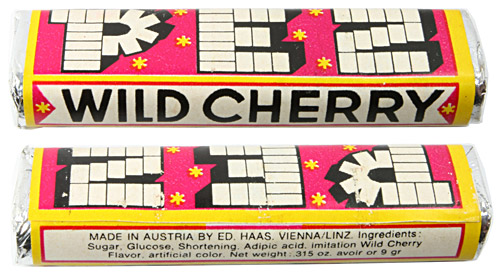 PEZ
WILD CHERRY
PEZ
MADE IN AUSTRIA BY ED. HAAS, VIENNA/LINZ. Ingredients:
Sugar, Glucose, Shortening, Adipic acid, imitation Wild Cherry
Flavor, artificial color. Net Weight: .315 oz. avoir or 9 gr